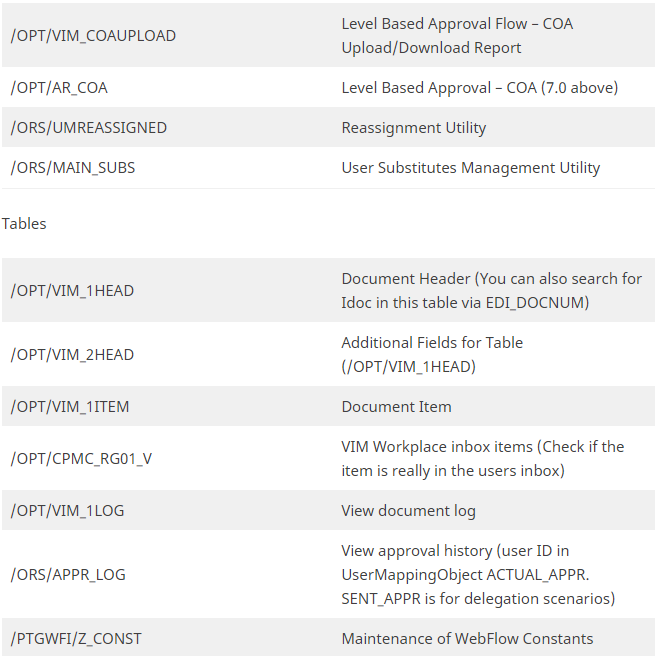 /OPT/VIM_COAUPLOAD
Level Based Approval Flow – COA
Upload/Download Report
/OPT/AR_COA
Level Based Approval – COA (7.0 above)
/ORS/UMREASSIGNED
Reassignment Utility
/ORS/MAIN_SUBS
User Substitutes Management Utility
Tables
/OPT/VIM_1HEAD
Document Header (You can also search for
Idoc in this table via EDI_DOCNUM)
/OPT/VIM_2HEAD
Additional Fields for Table
(/OPT/VIM_1HEAD)
/OPT/VIM_1ITEM
Document Item
/OPT/CPMC_RG01_V
VIM Workplace inbox items (Check if the
item is really in the users inbox)
/OPT/VIM_1LOG
View document log
/ORS/APPR_LOG
View approval history (user ID in
UserMappingObject ACTUAL_APPR.
SENT_APPR is for delegation scenarios)
/PTGWFI/Z_CONST
Maintenance of WebFlow Constants